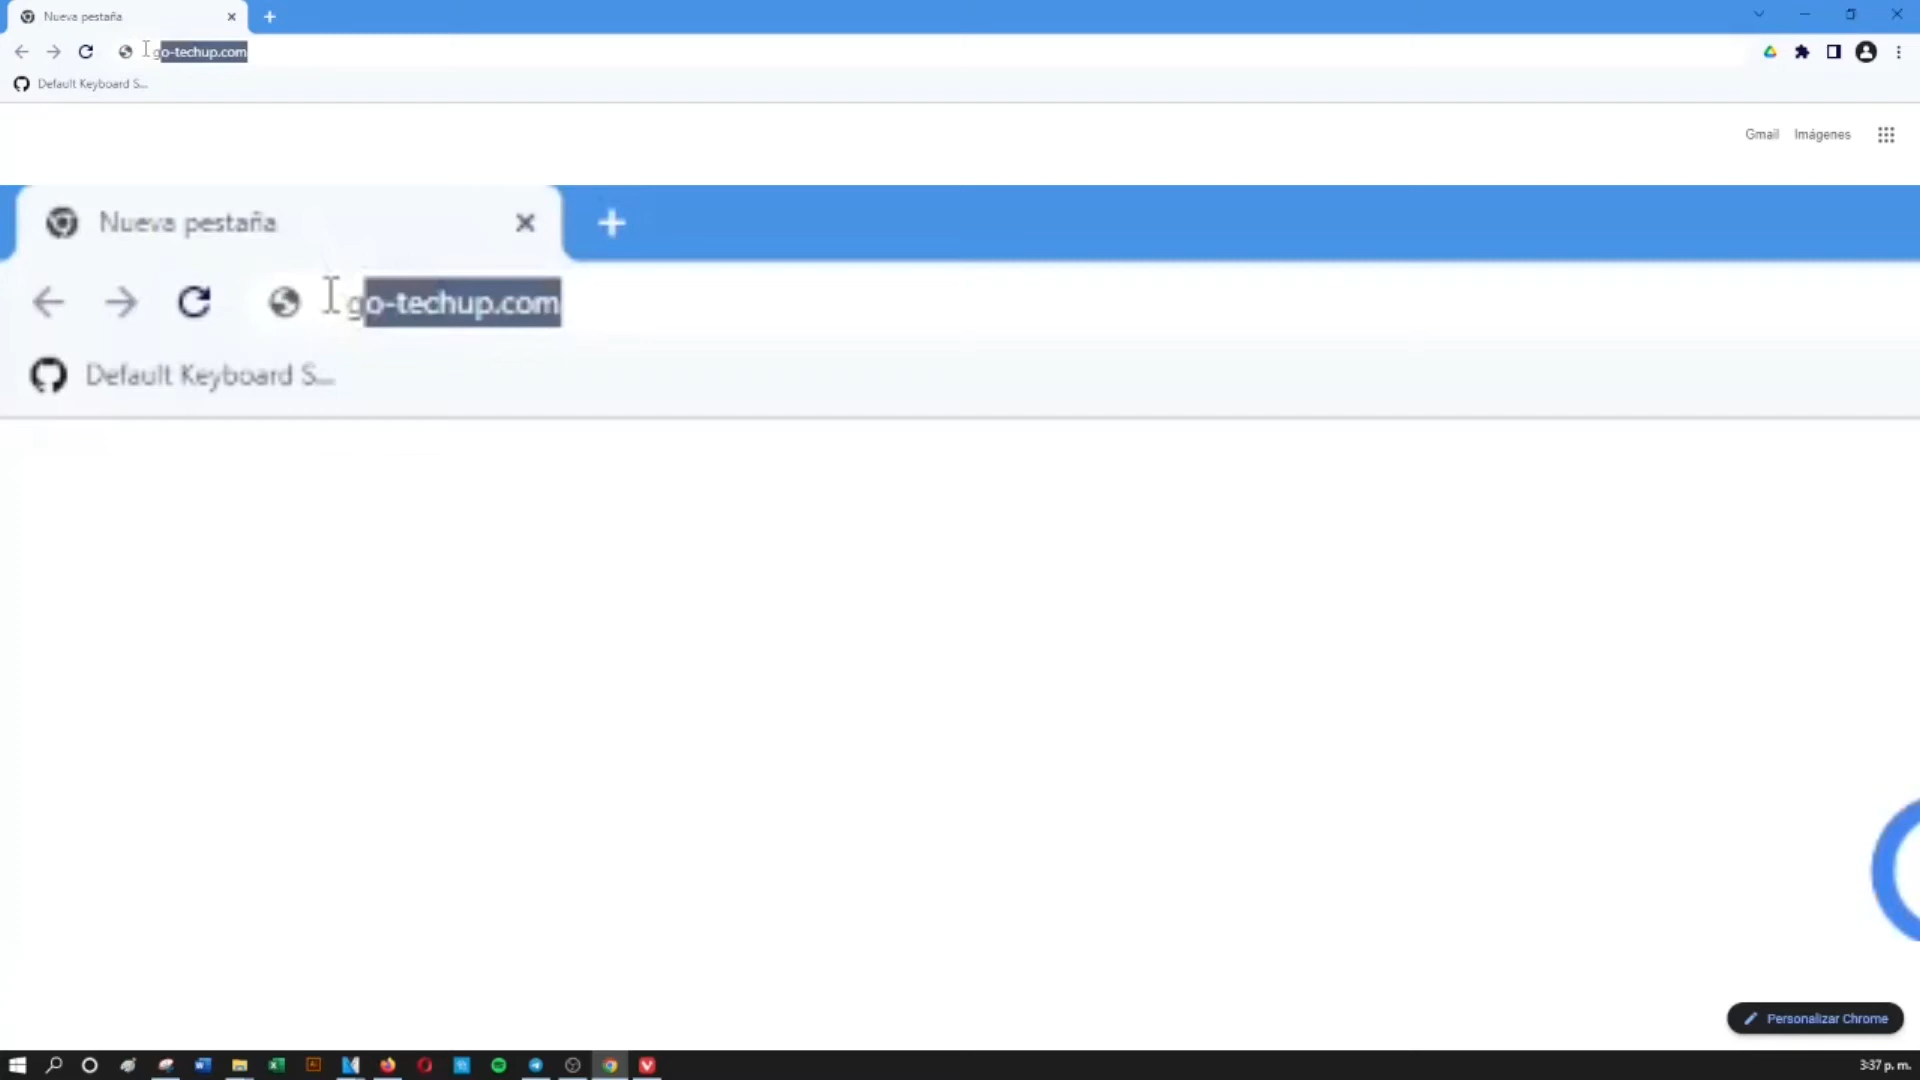 Nueva pestaña
go-techup.com
Default Keyboard S...
Gmail Imágenes
Nueva pestaña
go-techup.com
Default Keyboard S...
Personalizar Chrome
3:37 p. m.